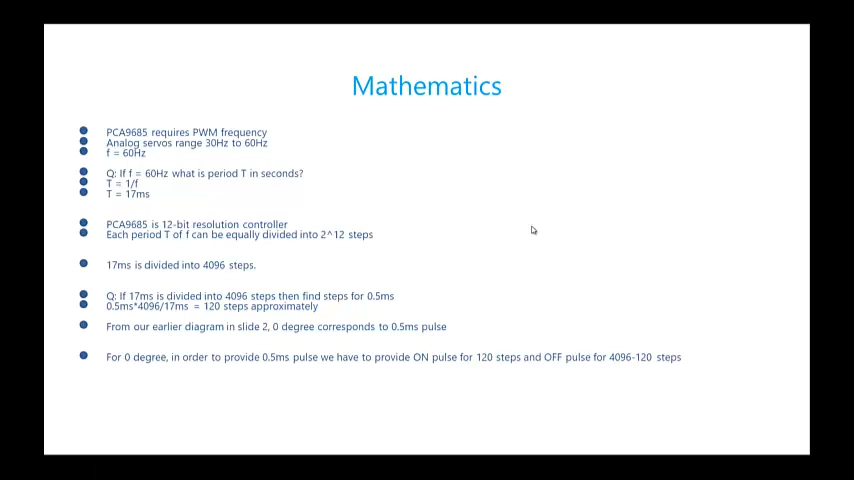 Mathematics
PCA9685 requires PWM frequency
Analog servos range 30Hz to 60Hz
f = 60Hz
Q: If f = 60Hz what is period T in seconds?
T = 1/f
T = 17ms
PCA9685 is 12-bit resolution controller
Each period T of f can be equally divided into 2^12 steps
17ms is divided into 4096 steps.
Q: If 17ms is divided into 4096 steps then find steps for 0.5ms
0.5ms*4096/17ms = 120 steps approximately
From our earlier diagram in slide 2, 0 degree corresponds to 0.5ms pulse
For 0 degree, in order to provide 0.5ms pulse we have to provide ON pulse for 120 steps and OFF pulse for 4096-120 steps